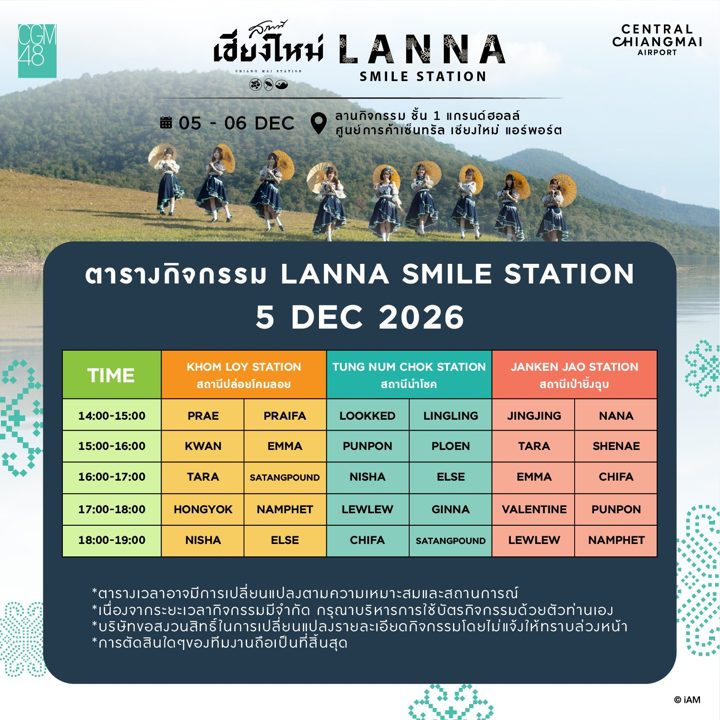 CGM
48
สถานี
เชียงใหม่
CHIANG MAI STATION
LANNA
SMILE STATION
CENTRAL
CHIANGMAI
AIRPORT
05 - 06 DEC
ลานกิจกรรม ชั้น 1 แกรนด์ฮอลล์
ศูนย์การค้าเซ็นทรัล เชียงใหม่ แอร์พอร์ต
ตารางกิจกรรม LANNA SMILE STATION
5 DEC 2026
TIME KHOM LOY STATION TUNG NUM CHOK STATION JANKEN JAO STATION
สถานีปล่อยโคมลอย สถานีนำโชค สถานีเป่ายิ้งฉุบ
14:00-15:00 PRAE PRAIFA LOOKKED LINGLING JINGJING NANA
15:00-16:00 KWAN EMMA PUNPON PLOEN TARA SHENAE
16:00-17:00 TARA SATANGPOUND NISHA ELSE EMMA CHIFA
17:00-18:00 HONGYOK NAMPHET LEWLEW GINNA VALENTINE PUNPON
18:00-19:00 NISHA ELSE CHIFA SATANGPOUND LEWLEW NAMPHET
*ตารางเวลาอาจมีการเปลี่ยนแปลงตามความเหมาะสมและสถานการณ์
*เนื่องจากระยะเวลากิจกรรมมีจำกัด กรุณาบริหารการใช้บัตรกิจกรรมด้วยตัวท่านเอง
*บริษัทขอสงวนสิทธิ์ในการเปลี่ยนแปลงรายละเอียดกิจกรรมโดยไม่แจ้งให้ทราบล่วงหน้า
*การตัดสินใดๆของทีมงานถือเป็นที่สิ้นสุด
© iAM